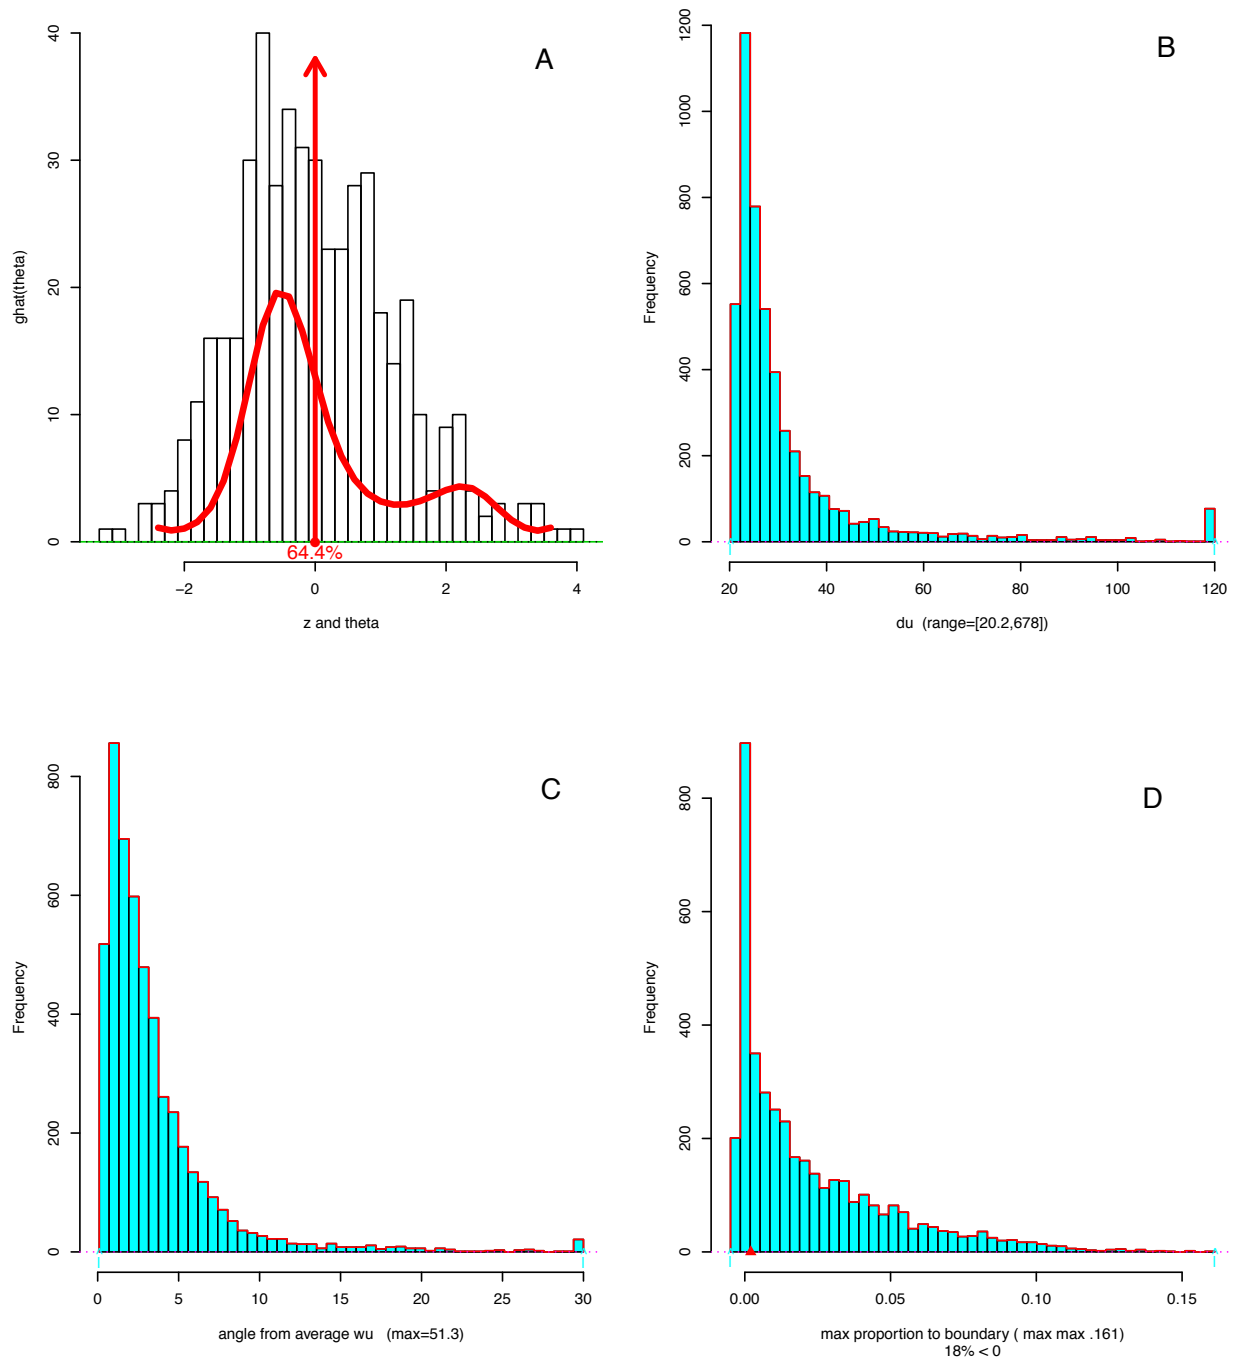 A
ghat(theta)
0 10 20 30 40
64.4%
−2 0 2 4
z and theta
B
Frequency
0 200 400 600 800 1000 1200
20 40 60 80 100 120
du (range=[20.2,678])
C
Frequency
0 200 400 600 800
0 5 10 15 20 25 30
angle from average wu (max=51.3)
D
Frequency
0 200 400 600 800
0.00 0.05 0.10 0.15
max proportion to boundary ( max max .161)
18% < 0